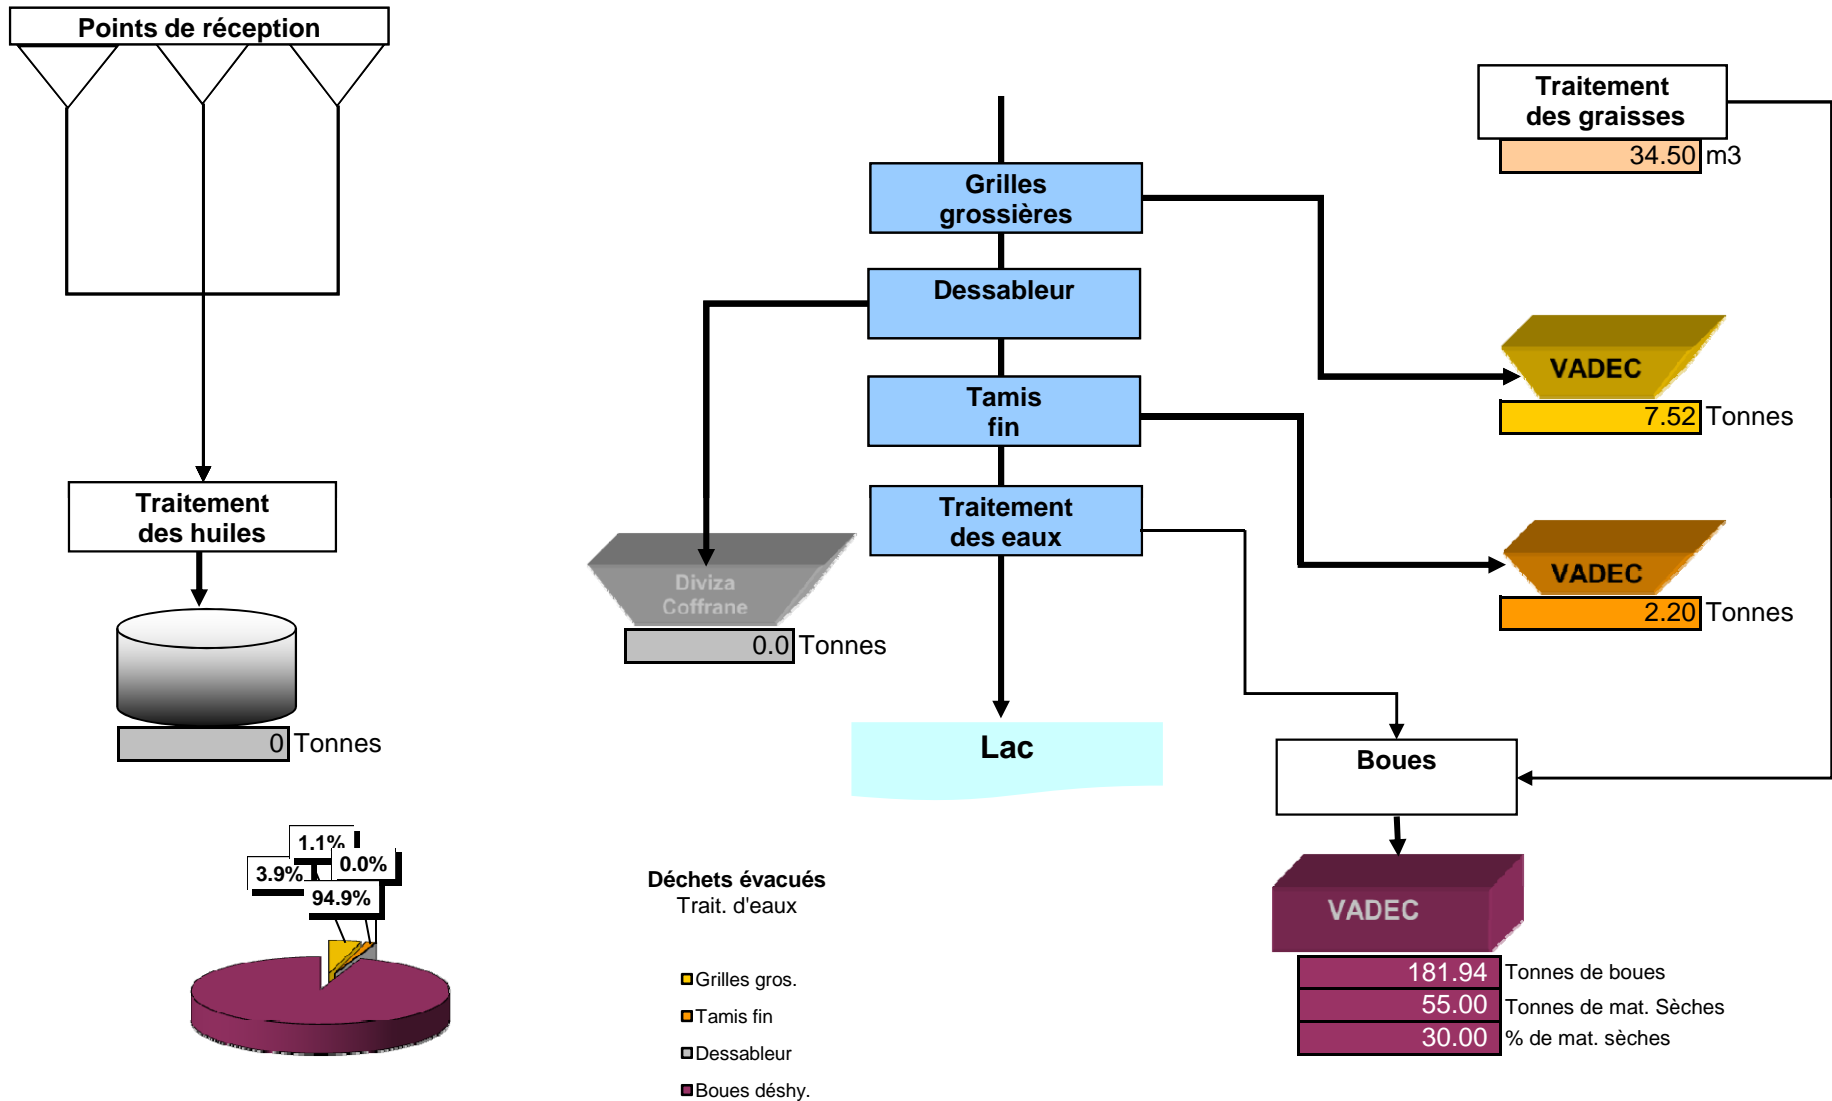 Points de réception
Traitement
des graisses
34.50 m3
Grilles
grossières
Dessableur
VADEC
7.52 Tonnes
Tamis
fin
Traitement
des huiles
Traitement
des eaux
Diviza
Coffrane
0.0 Tonnes
VADEC
2.20 Tonnes
0 Tonnes
Lac
Boues
1.1%
0.0%
3.9%
94.9%
Déchets évacués
Trait. d'eaux
VADEC
Grilles gros.
Tamis fin
Dessableur
Boues déshy.
181.94 Tonnes de boues
55.00 Tonnes de mat. Sèches
30.00 % de mat. sèches